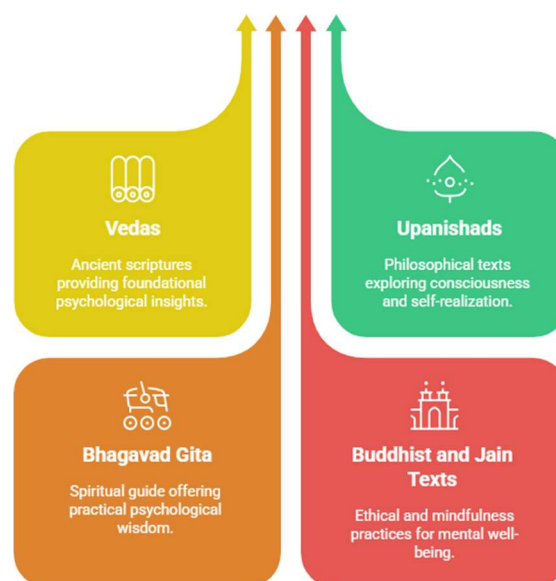 Vedas
Ancient scriptures
providing foundational
psychological insights.
Upanishads
Philosophical texts
exploring consciousness
and self-realization.
Bhagavad Gita
Spiritual guide offering
practical psychological
wisdom.
Buddhist and Jain
Texts
Ethical and mindfulness
practices for mental well-
being.